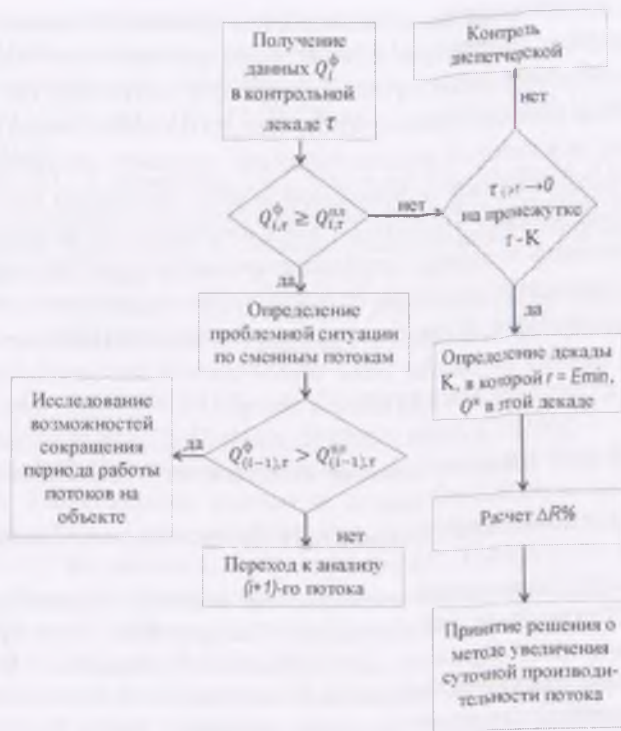 Получение
данных Q_i^ф
в контрольной
декаде τ
Контроль
диспетчерской
нет
Q_{i,τ}^ф ≥ Q_{i,τ}^{пл}
нет
→0
на промежутке
τ - K
да
да
Определение
проблемной ситуации
по сменным потокам
Определение декады
K, в которой r = Emin,
в этой декаде
Исследование
возможностей
сокращения
периода работы
потоков на
объекте
да
Q_{(i-1),τ}^ф > Q_{(i-1),τ}^{пл}
Расчет ΔR%
нет
Переход к анализу
(i+1)-го потока
Принятие решения о
методе увеличения
суточной производи-
тельности потока